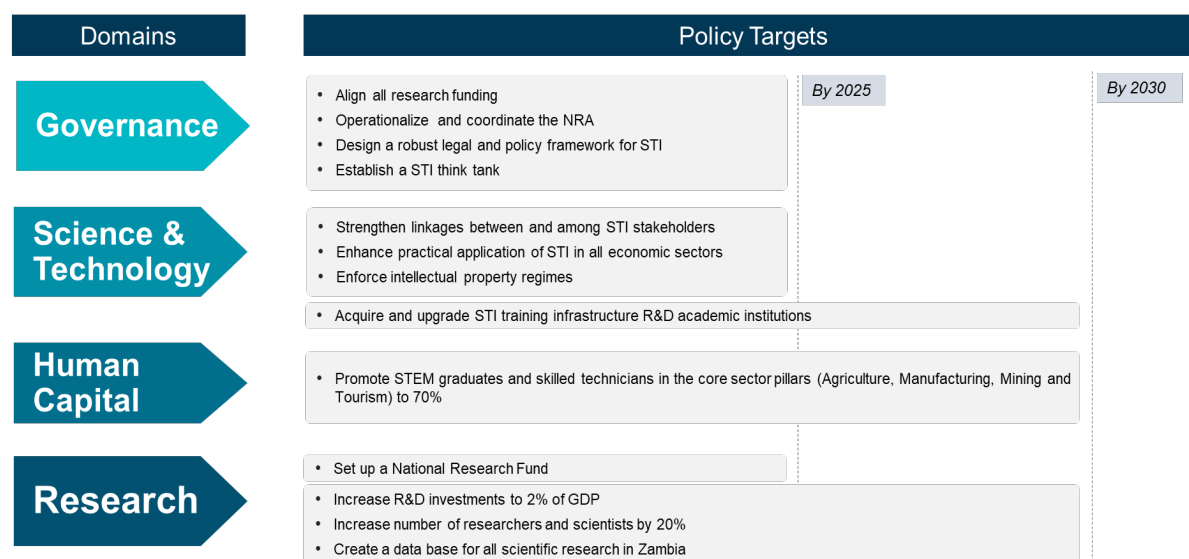 Domains
Policy Targets
By 2025
By 2030
Governance
• Align all research funding
• Operationalize and coordinate the NRA
• Design a robust legal and policy framework for STI
• Establish a STI think tank
Science &
Technology
• Strengthen linkages between and among STI stakeholders
• Enhance practical application of STI in all economic sectors
• Enforce intellectual property regimes
• Acquire and upgrade STI training infrastructure R&D academic institutions
Human
Capital
• Promote STEM graduates and skilled technicians in the core sector pillars (Agriculture, Manufacturing, Mining and
Tourism) to 70%
Research
• Set up a National Research Fund
• Increase R&D investments to 2% of GDP
• Increase number of researchers and scientists by 20%
• Create a data base for all scientific research in Zambia